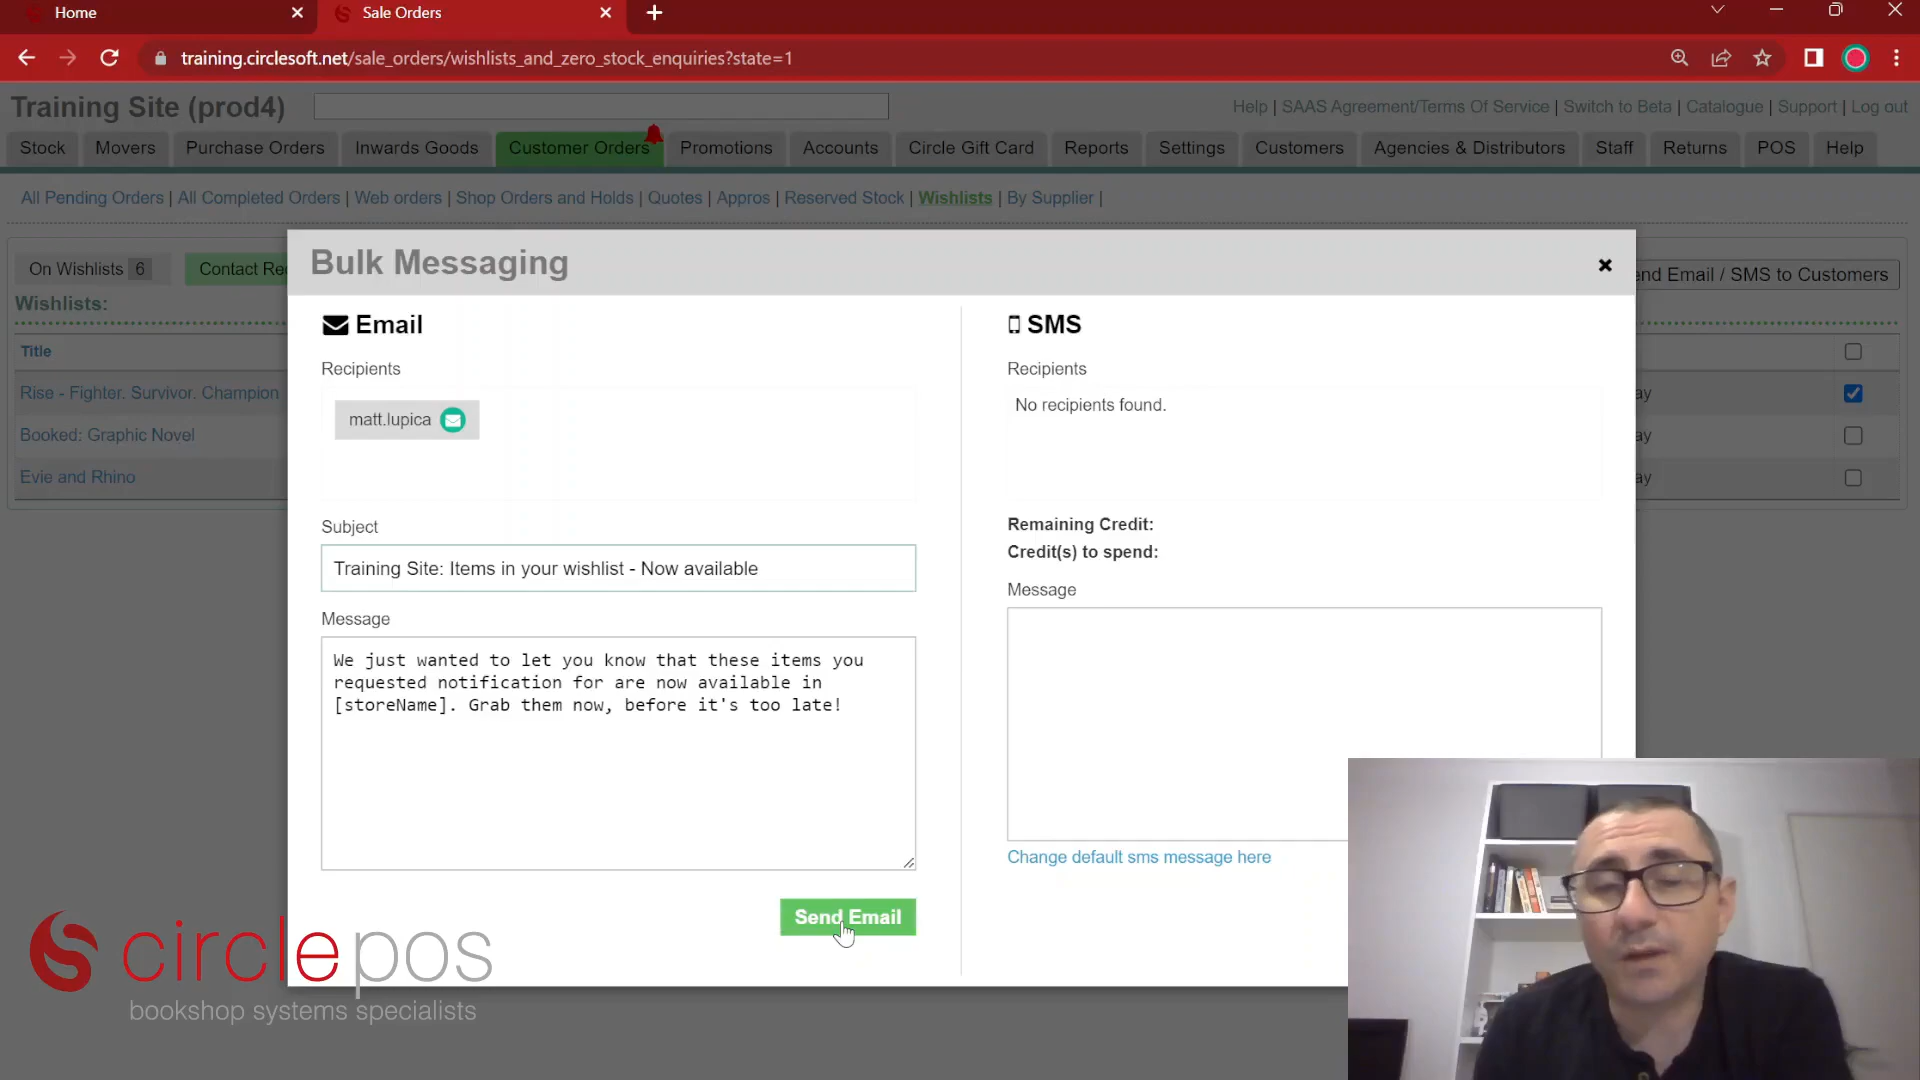 Home
Sale Orders
training.circlesoft.net/sale_orders/wishlists_and_zero_stock_enquiries?state=1
Training Site (prod4)
Help | SAAS Agreement/Terms Of Service | Switch to Beta | Catalogue | Support | Log out
Stock Movers Purchase Orders Inwards Goods Customer Orders Promotions Accounts Circle Gift Card Reports Settings Customers Agencies & Distributors Staff Returns POS Help
All Pending Orders | All Completed Orders | Web orders | Shop Orders and Holds | Quotes | Appros | Reserved Stock | Wishlists | By Supplier |
Bulk Messaging
On Wishlists 6 Contact Re
end Email / SMS to Customers
Wishlists:
Title
Rise - Fighter. Survivor. Champion
ay
Booked: Graphic Novel
ay
Evie and Rhino
ay
Email
Recipients
matt.lupica
Subject
Training Site: Items in your wishlist - Now available
Message
We just wanted to let you know that these items you
requested notification for are now available in
[storeName]. Grab them now, before it's too late!
Send Email
SMS
Recipients
No recipients found.
Remaining Credit:
Credit(s) to spend:
Message
Change default sms message here
circlepos
bookshop systems specialists